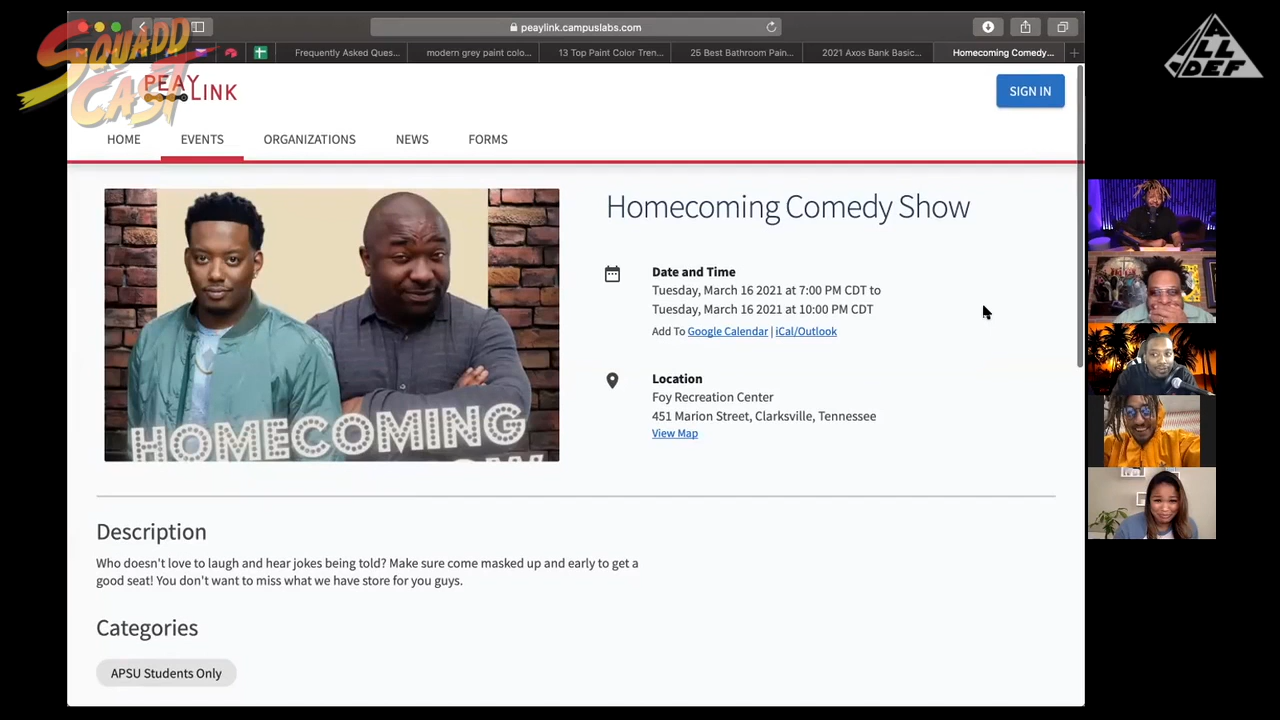 SQUADD
CAST
ALL
DEF
peaylink.campuslabs.com
Frequently Asked Ques...
modern grey paint colo...
13 Top Paint Color Tren...
25 Best Bathroom Pain...
2021 Axos Bank Basic...
Homecoming Comedy...
PEAY
LINK
SIGN IN
HOME
EVENTS
ORGANIZATIONS
NEWS
FORMS
HOMECOMING
Homecoming Comedy Show
Date and Time
Tuesday, March 16 2021 at 7:00 PM CDT to
Tuesday, March 16 2021 at 10:00 PM CDT
Add To Google Calendar | iCal/Outlook
Location
Foy Recreation Center
451 Marion Street, Clarksville, Tennessee
View Map
Description
Who doesn't love to laugh and hear jokes being told? Make sure come masked up and early to get a
good seat! You don't want to miss what we have store for you guys.
Categories
APSU Students Only